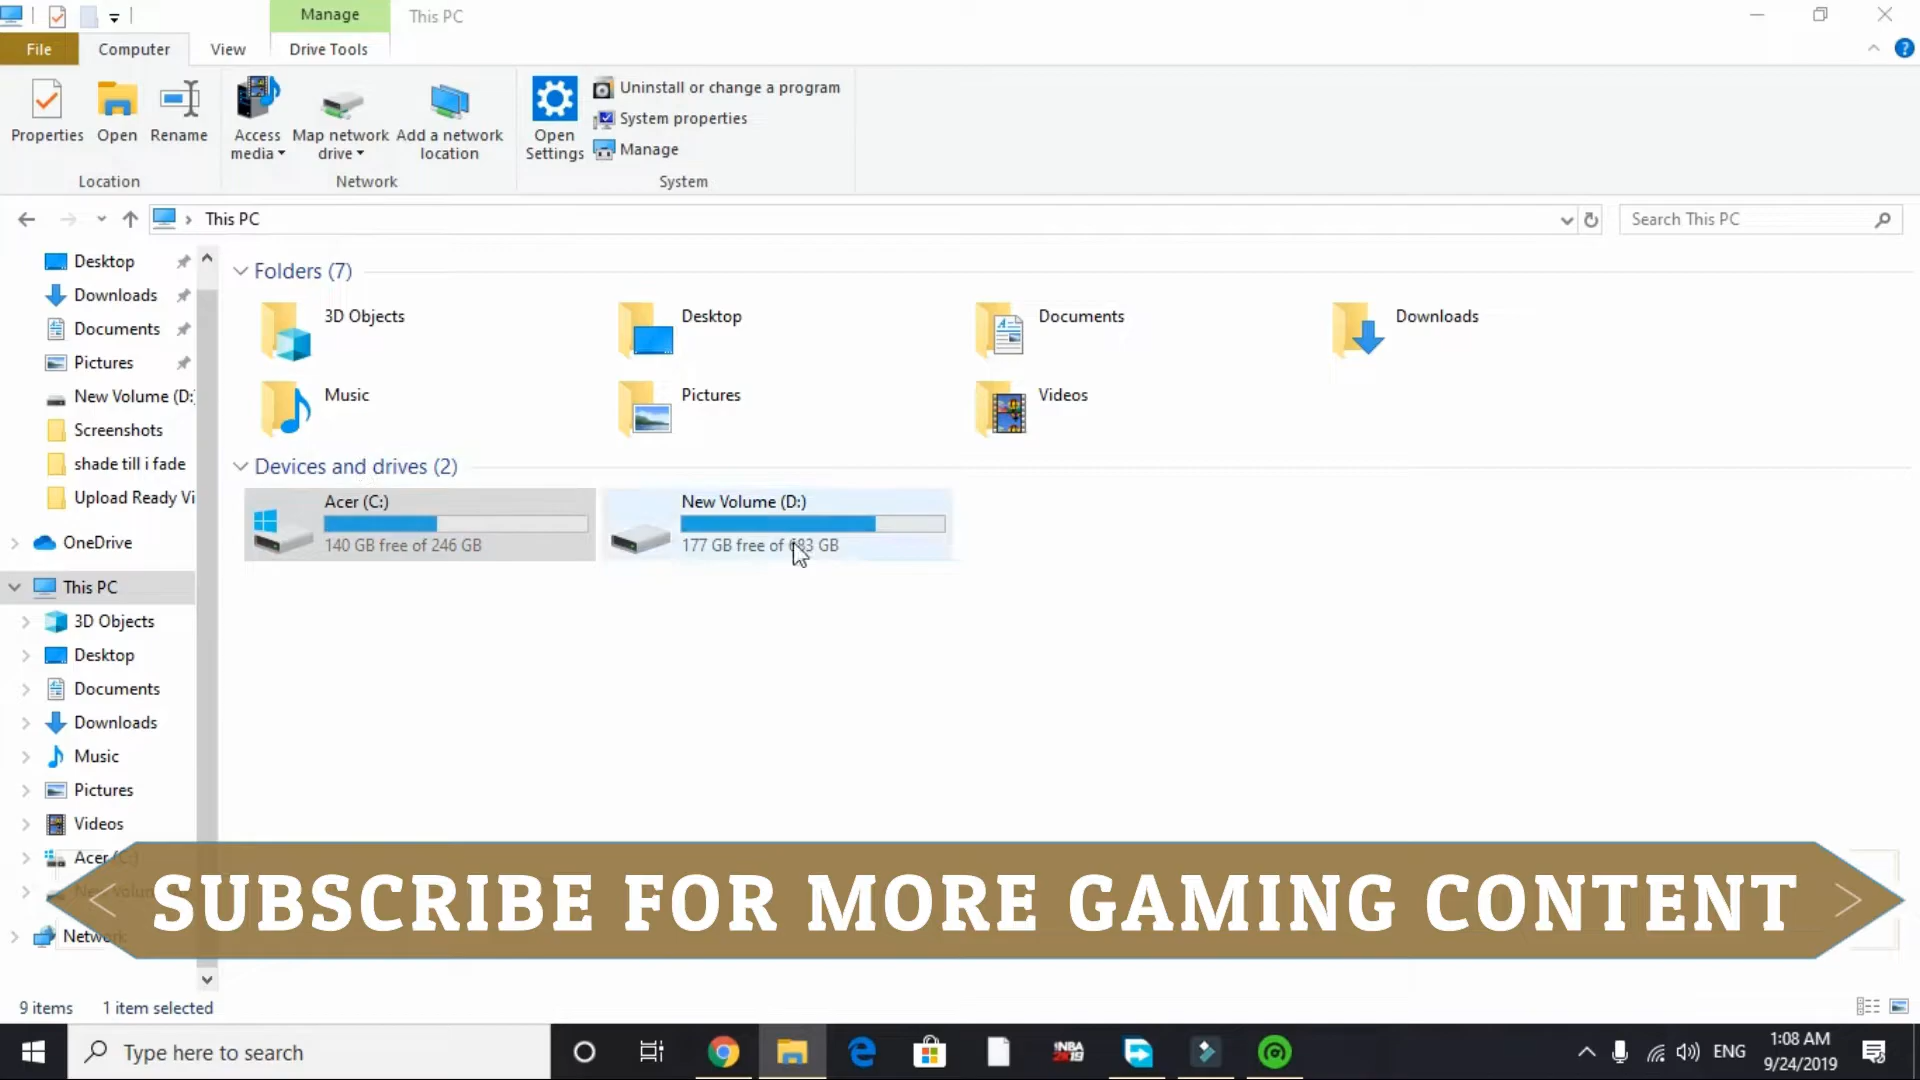 Manage
This PC
File
Computer
View
Drive Tools
Properties
Open
Rename
Access media
Map network drive
Add a network location
Open Settings
Uninstall or change a program
System properties
Manage
Location
Network
System
This PC
Search This PC
Desktop
Downloads
Documents
Pictures
New Volume (D:
Screenshots
shade till i fade
Upload Ready Vi
OneDrive
This PC
3D Objects
Desktop
Documents
Downloads
Music
Pictures
Videos
Acer (C:)
Network
Folders (7)
3D Objects
Desktop
Documents
Downloads
Music
Pictures
Videos
Devices and drives (2)
Acer (C:)
140 GB free of 246 GB
New Volume (D:)
177 GB free of 683 GB
SUBSCRIBE FOR MORE GAMING CONTENT
9 items
1 item selected
Type here to search
NBA
2K19
ENG
1:08 AM
9/24/2019